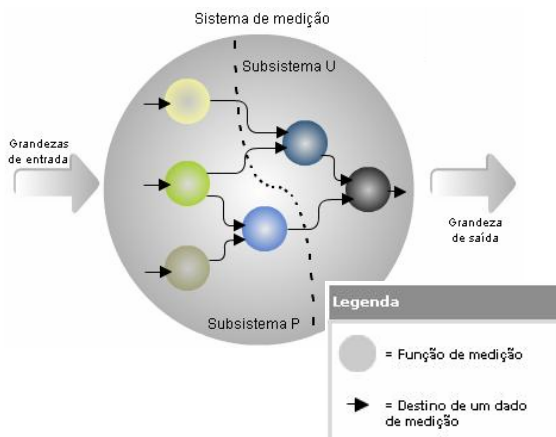 Sistema de medição
Subsistema U
Grandezas
de entrada
Grandeza
de saída
Subsistema P
Legenda
= Função de medição
= Destino de um dado
de medição